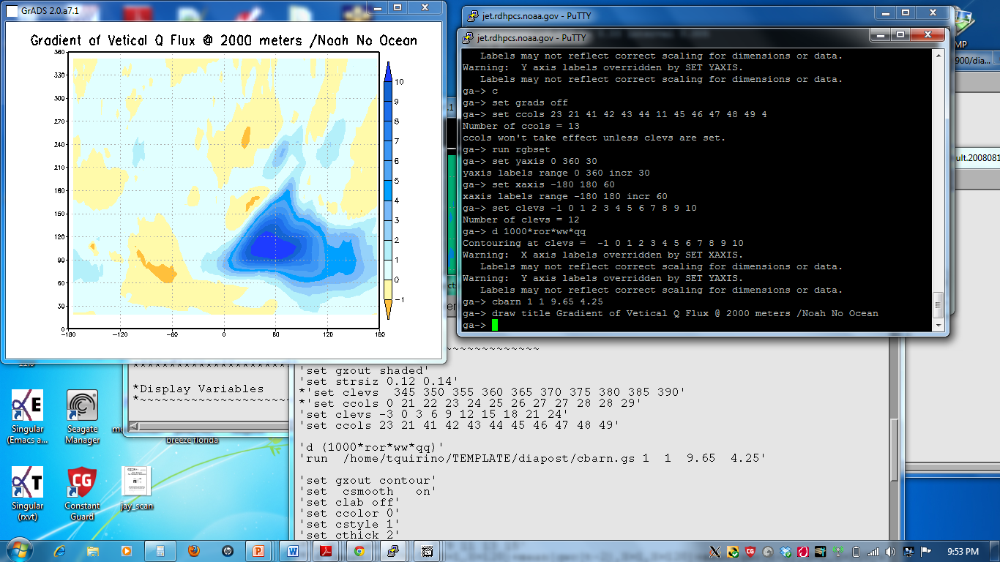 GrADS 2.0.a7.1
Gradient of Vetical Q Flux @ 2000 meters /Noah No Ocean
360
330
300
270
240
210
180
150
120
90
60
30
0
-180
-120
-60
0
60
120
180
10
9
8
7
6
5
4
3
2
1
0
-1
jet.rdhpcs.noaa.gov - PuTTY
jet.rdhpcs.noaa.gov - PuTTY
Labels may not reflect correct scaling for dimensions or data.
Warning:  Y axis labels overridden by SET YAXIS.
Labels may not reflect correct scaling for dimensions or data.
ga-> c
ga-> set grads off
ga-> set ccols 23 21 41 42 43 44 11 45 46 47 48 49 4
Number of ccols = 13
ccols won't take effect unless clevs are set.
ga-> run rgbset
ga-> set yaxis 0 360 30
yaxis labels range 0 360 incr 30
ga-> set xaxis -180 180 60
xaxis labels range -180 180 incr 60
ga-> set clevs -1 0 1 2 3 4 5 6 7 8 9 10
Number of clevs = 12
ga-> d 1000*ror*ww*qq
Contouring at clevs =  -1 0 1 2 3 4 5 6 7 8 9 10
Warning:  X axis labels overridden by SET XAXIS.
Labels may not reflect correct scaling for dimensions or data.
Warning:  Y axis labels overridden by SET YAXIS.
Labels may not reflect correct scaling for dimensions or data.
ga-> cbarn 1 1 9.65 4.25
ga-> draw title Gradient of Vetical Q Flux @ 2000 meters /Noah No Ocean
ga->
MP
900/dia...
ult.2008081
*Display Variables
*~~~~~~~~~~~~~~~~~~~~~~
'set gxout shaded'
'set strsiz 0.12 0.14'
*'set clevs  345 350 355 360 365 370 375 380 385 390'
*'set ccols 0 21 22 23 24 25 26 27 27 28 28 29'
'set clevs -3 0 3 6 9 12 15 18 21 24'
'set ccols 23 21 41 42 43 44 45 46 47 48 49'
'd (1000*ror*ww*qq)'
'run  /home/tquirino/TEMPLATE/diapost/cbarn.gs 1  1  9.65  4.25'
'set gxout contour'
'set  csmooth   on'
'set clab off'
'set ccolor 0'
'set cstyle 1'
'set cthick 2'
Singular
(Emacs a...
Seagate
Manager
breeze florida
Singular
(rxvt)
Constant
Guard
jay_scan
9:53 PM